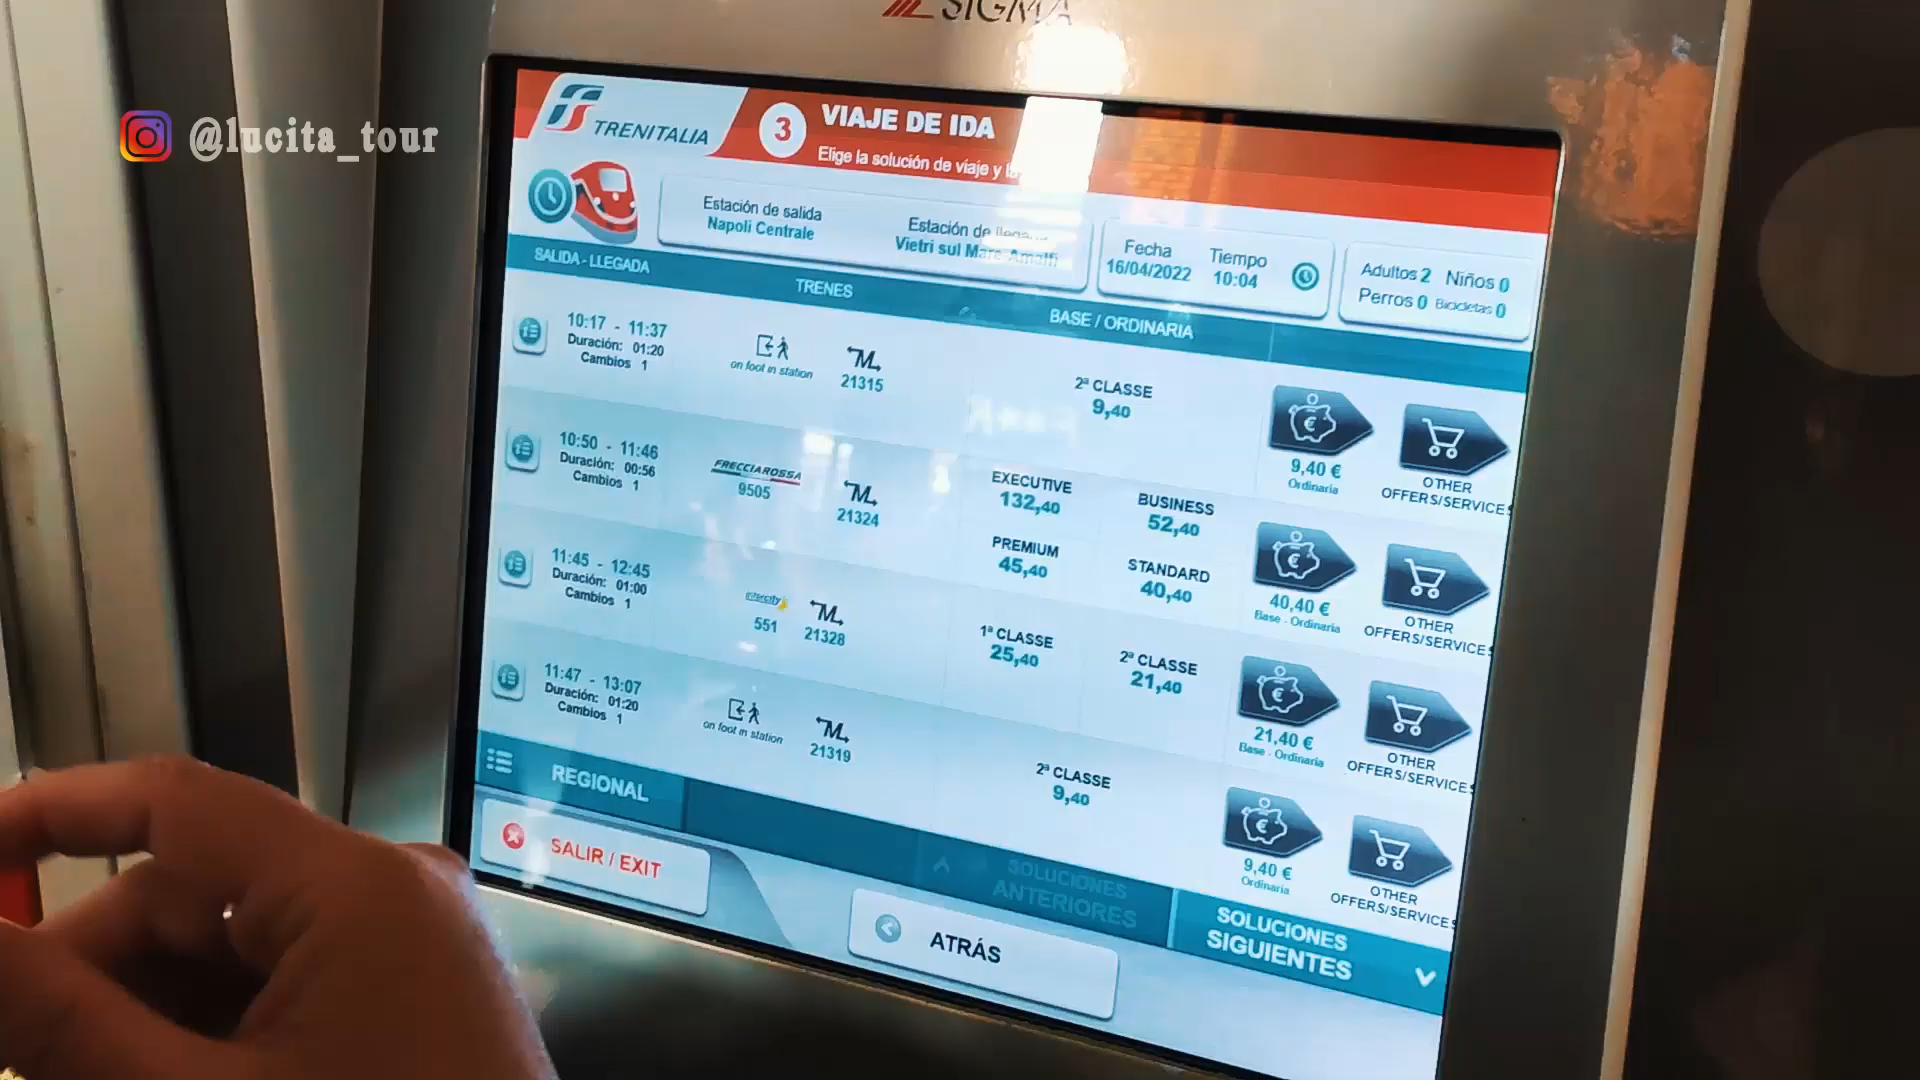 SIGMA
@lucita_tour
TRENITALIA
3
VIAJE DE IDA
Elige la solución de viaje y
Estación de salida
Napoli Centrale
Estación de
Vietri sul Mare-Amalfi
Fecha
16/04/2022
Tiempo
10:04
Adultos 2 Niños 0
Perros 0 Bicicletas 0
SALIDA - LLEGADA
TRENES
BASE / ORDINARIA
10:17 - 11:37
Duración: 01:20
Cambios 1
on foot in station
21315
2ª CLASSE
9,40
9,40 €
Ordinaria
OTHER
OFFERS/SERVICES
10:50 - 11:46
Duración: 00:56
Cambios 1
FRECCIAROSSA
9505
21324
EXECUTIVE
132,40
BUSINESS
52,40
PREMIUM
45,40
STANDARD
40,40
40,40 €
Base - Ordinaria
OTHER
OFFERS/SERVICES
11:45 - 12:45
Duración: 01:00
Cambios 1
intercity
551
21328
1ª CLASSE
25,40
2ª CLASSE
21,40
21,40 €
Base - Ordinaria
OTHER
OFFERS/SERVICES
11:47 - 13:07
Duración: 01:20
Cambios 1
on foot in station
21319
2ª CLASSE
9,40
9,40 €
Ordinaria
OTHER
OFFERS/SERVICES
REGIONAL
SALIR / EXIT
SOLUCIONES
ANTERIORES
ATRÁS
SOLUCIONES
SIGUIENTES